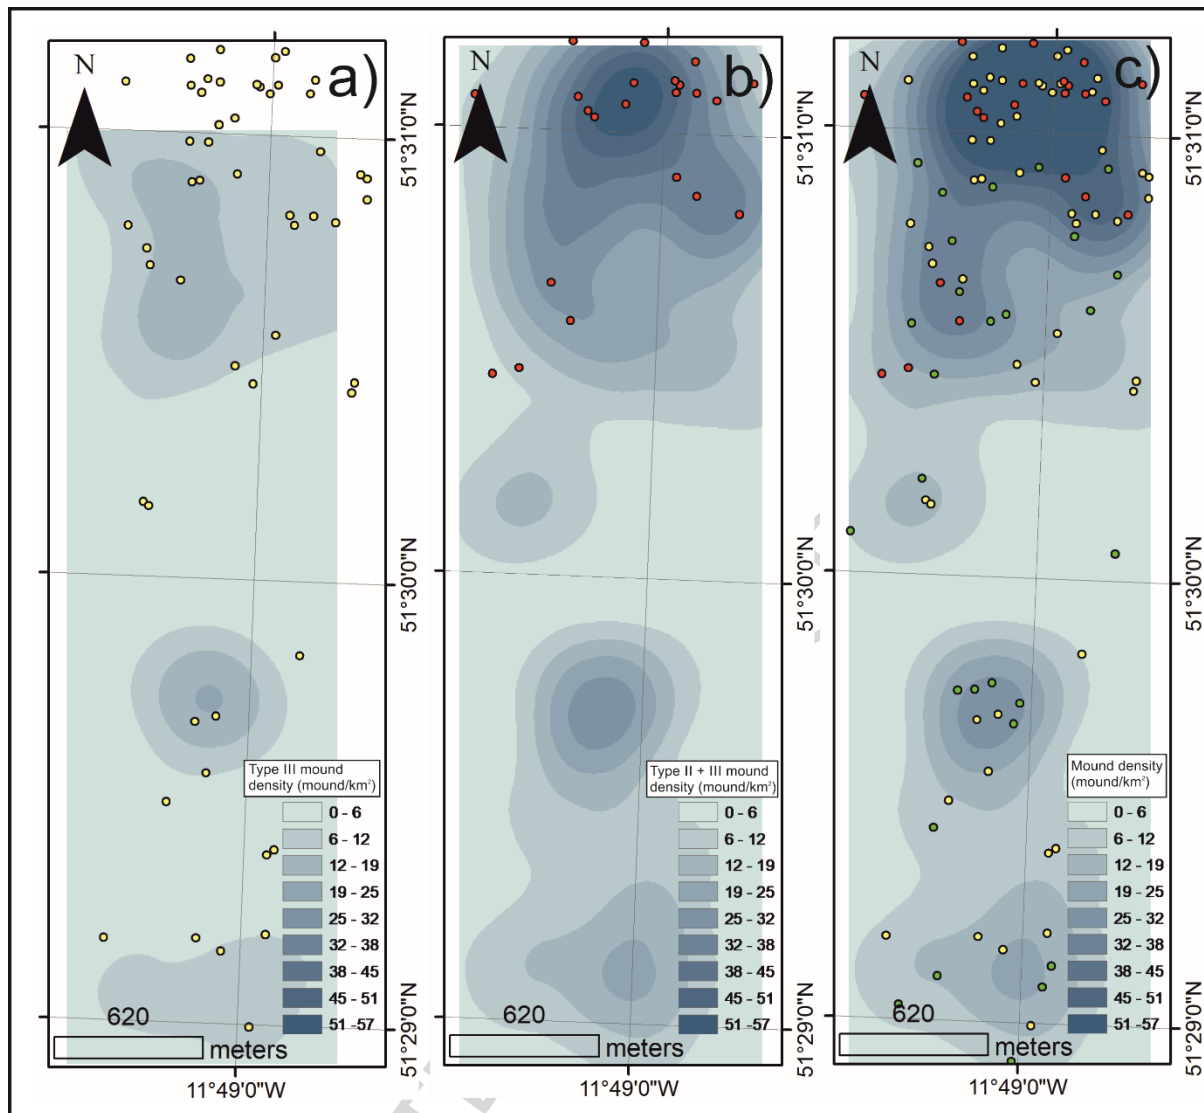 N
a)
51°31'0"N
51°30'0"N
Type III mound
density (mound/km²)
0 - 6
6 - 12
12 - 19
19 - 25
25 - 32
32 - 38
38 - 45
45 - 51
51 -57
51°29'0"N
620
meters
11°49'0"W
N
b)
51°31'0"N
51°30'0"N
Type II + III mound
density (mound/km²)
0 - 6
6 - 12
12 - 19
19 - 25
25 - 32
32 - 38
38 - 45
45 - 51
51 -57
51°29'0"N
620
meters
11°49'0"W
N
c)
51°31'0"N
51°30'0"N
Mound density
(mound/km²)
0 - 6
6 - 12
12 - 19
19 - 25
25 - 32
32 - 38
38 - 45
45 - 51
51 -57
51°29'0"N
620
meters
11°49'0"W